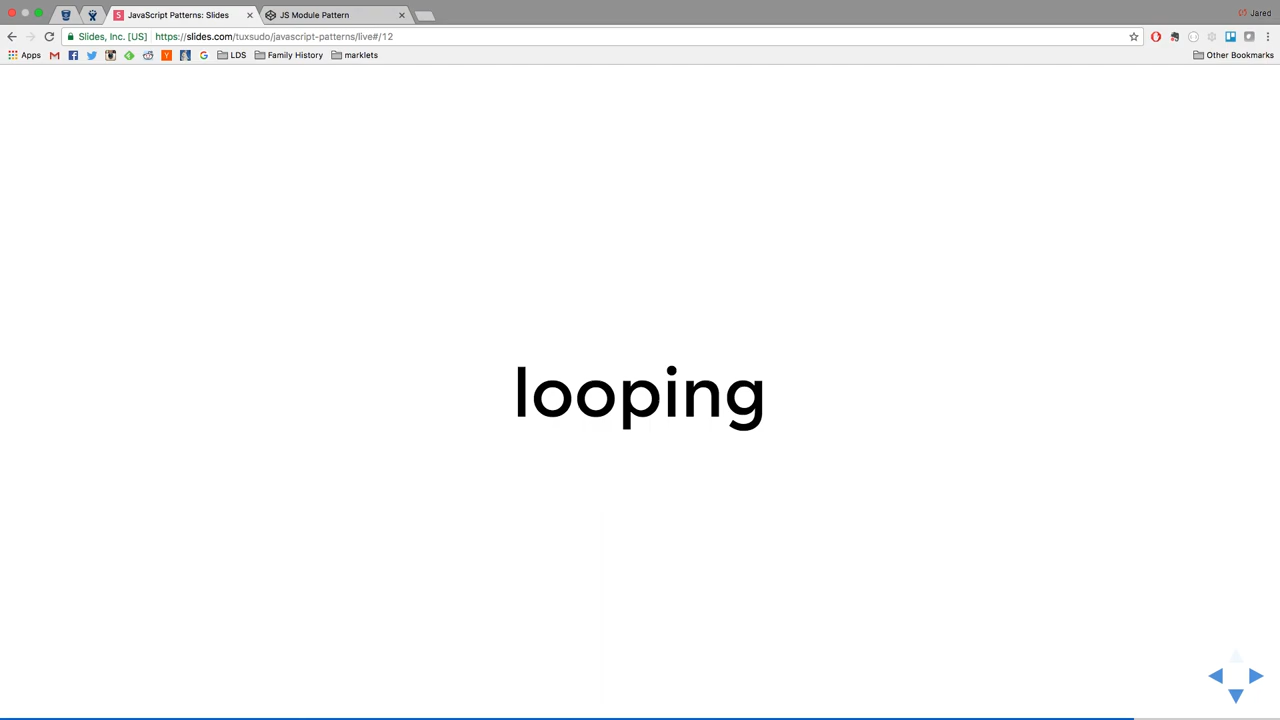 JavaScript Patterns: Slides
JS Module Pattern
Jared
Slides, Inc. [US]
https://slides.com/tuxsudo/javascript-patterns/live#/12
Apps
LDS
Family History
marklets
Other Bookmarks
looping